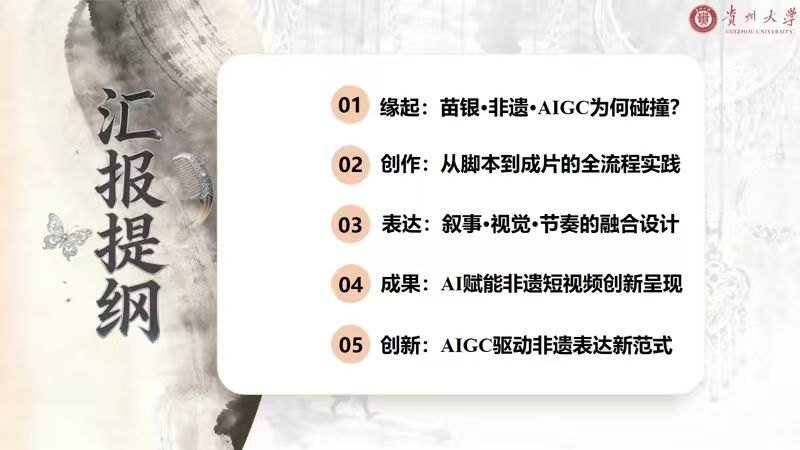 贵州大学
GUIZHOU UNIVERSITY
汇报提纲
01 缘起：苗银·非遗·AIGC为何碰撞？
02 创作：从脚本到成片的全流程实践
03 表达：叙事·视觉·节奏的融合设计
04 成果：AI赋能非遗短视频创新呈现
05 创新：AIGC驱动非遗表达新范式